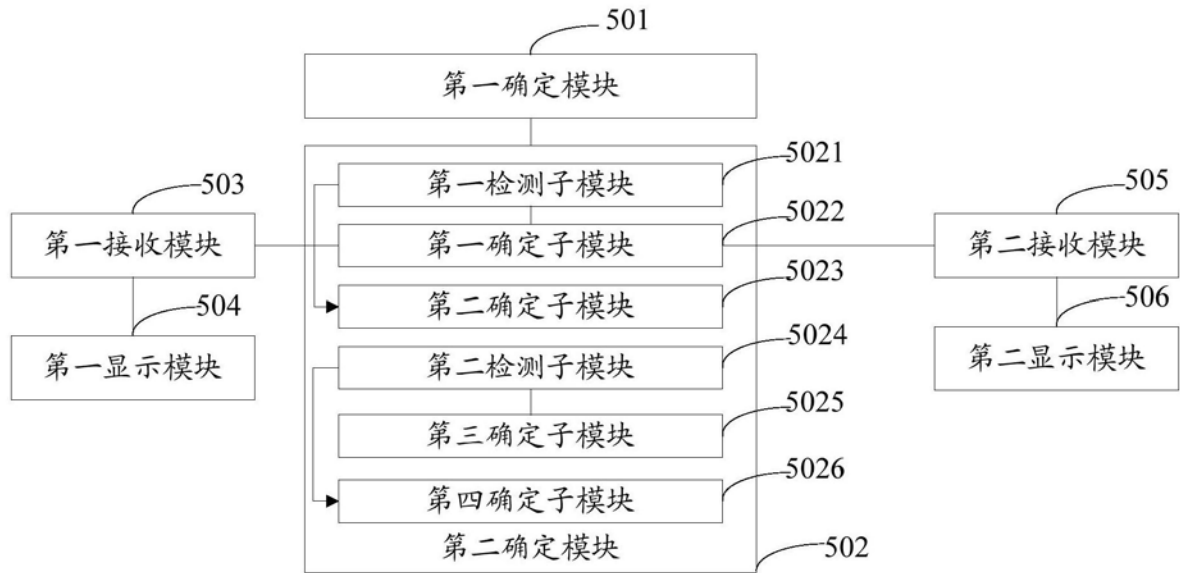 501
第一确定模块
5021
第一检测子模块
503
5022
505
第一接收模块
第一确定子模块
第二接收模块
5023
504
第二确定子模块
506
5024
第一显示模块
第二检测子模块
第二显示模块
5025
第三确定子模块
5026
第四确定子模块
第二确定模块
502